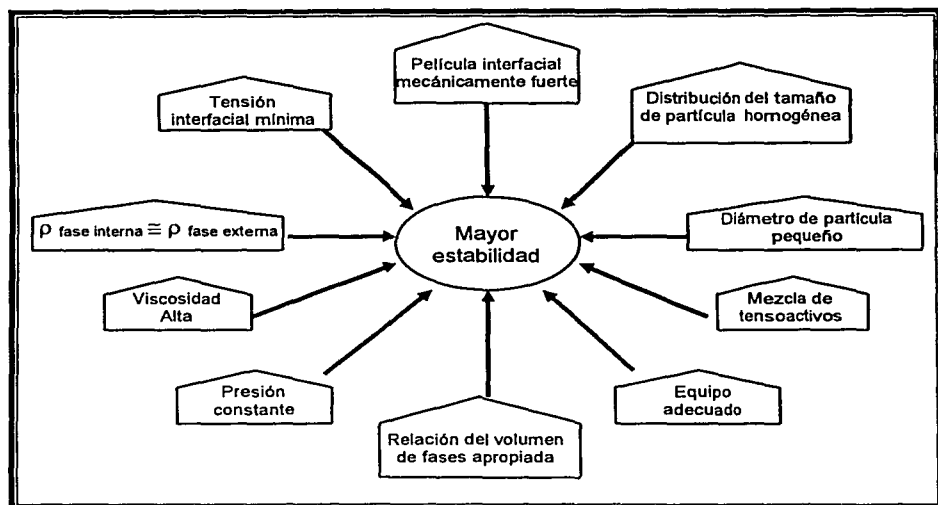 Película interfacial
mecánicamente fuerte
Tensión
interfacial mínima
Distribución del tamaño
de partícula homogénea
ρ fase interna ≅ ρ fase externa
Mayor
estabilidad
Diámetro de partícula
pequeño
Viscosidad
Alta
Mezcla de
tensoactivos
Presión
constante
Relación del volumen
de fases apropiada
Equipo
adecuado